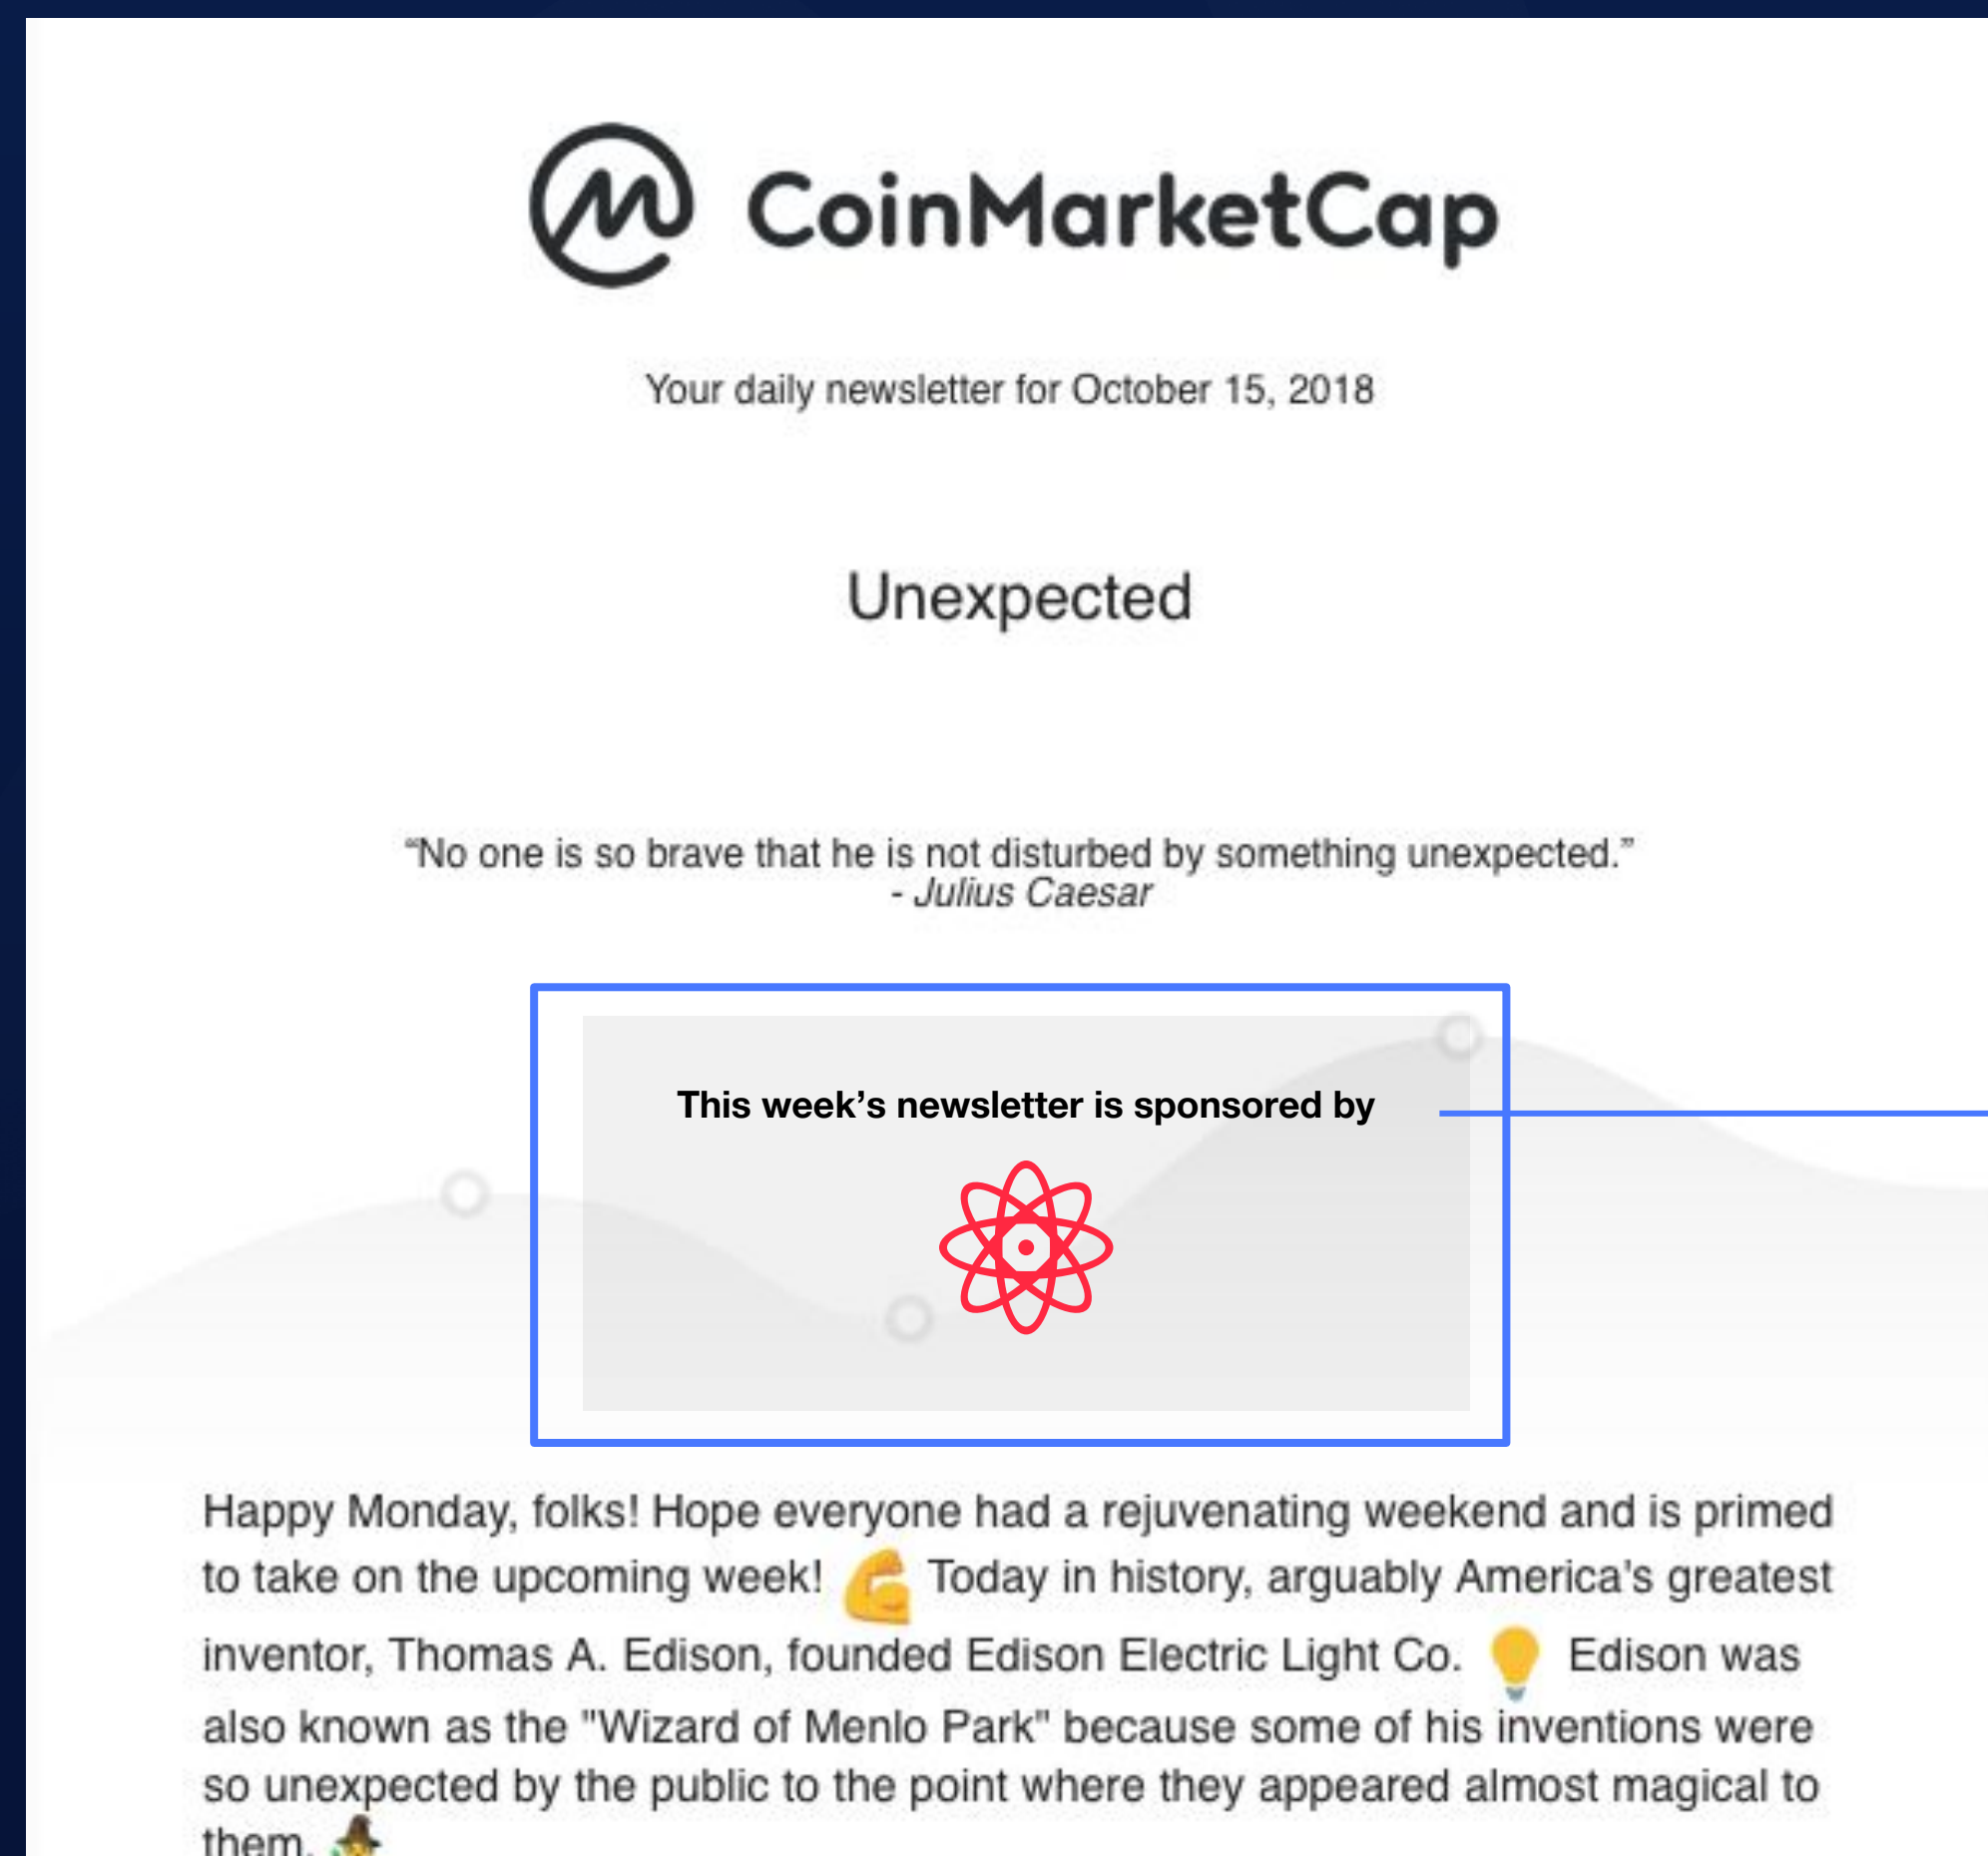 CoinMarketCap
Your daily newsletter for October 15, 2018
Unexpected
“No one is so brave that he is not disturbed by something unexpected.”
- Julius Caesar
This week’s newsletter is sponsored by
Happy Monday, folks! Hope everyone had a rejuvenating weekend and is primed
to take on the upcoming week! 💪 Today in history, arguably America's greatest
inventor, Thomas A. Edison, founded Edison Electric Light Co. 💡 Edison was
also known as the "Wizard of Menlo Park" because some of his inventions were
so unexpected by the public to the point where they appeared almost magical to
them.